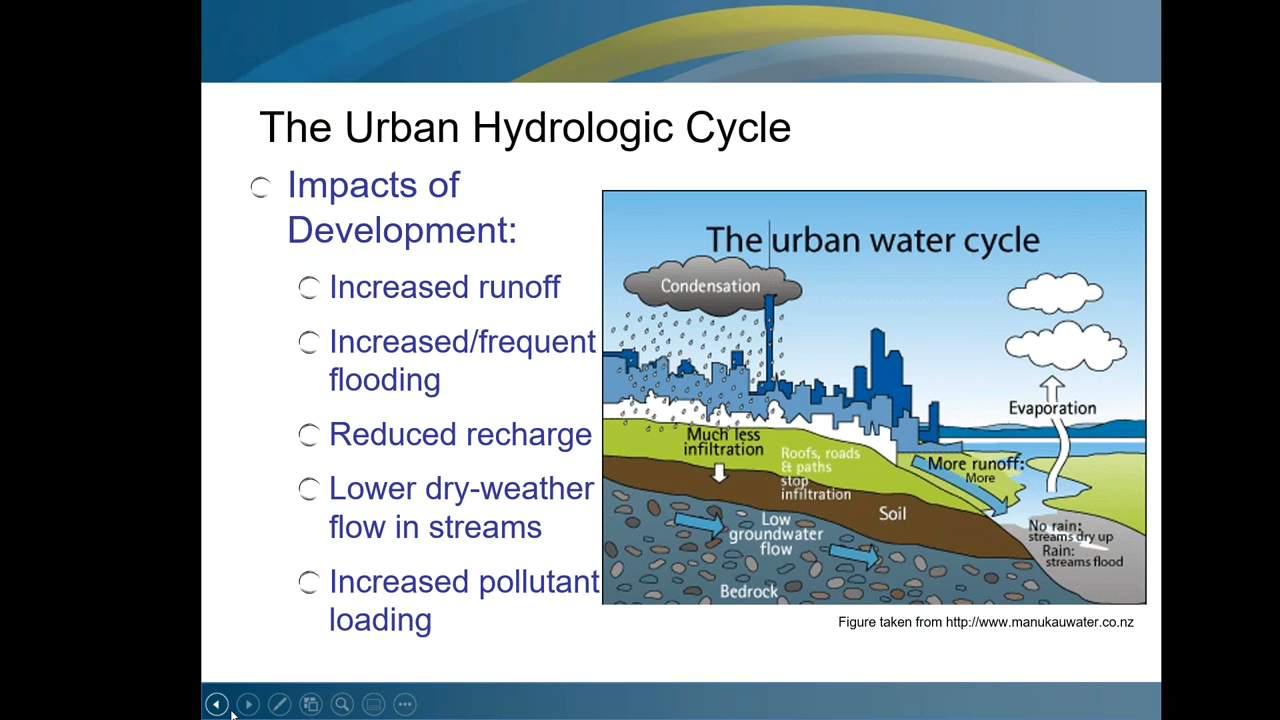 The Urban Hydrologic Cycle
Impacts of
Development:
Increased runoff
Increased/frequent
flooding
Reduced recharge
Lower dry-weather
flow in streams
Increased pollutant
loading
The urban water cycle
Condensation
Evaporation
Much less
infiltration
Roofs, roads
& paths
stop
infiltration
More runoff:
More
Soil
Low
groundwater
flow
No rain:
streams dry up
Rain:
streams flood
Bedrock
Figure taken from http://www.manukauwater.co.nz